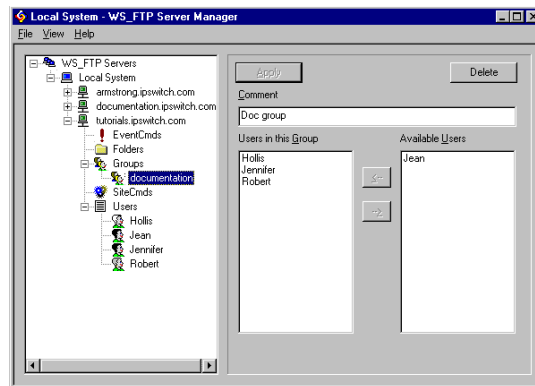 Local System - WS_FTP Server Manager
File View Help
WS_FTP Servers
Local System
armstrong.ipswitch.com
documentation.ipswitch.com
tutorials.ipswitch.com
EventCmds
Folders
Groups
documentation
SiteCmds
Users
Hollis
Jean
Jennifer
Robert
Apply
Delete
Comment
Doc group
Users in this Group
Available Users
Hollis
Jennifer
Robert
Jean
<-
->